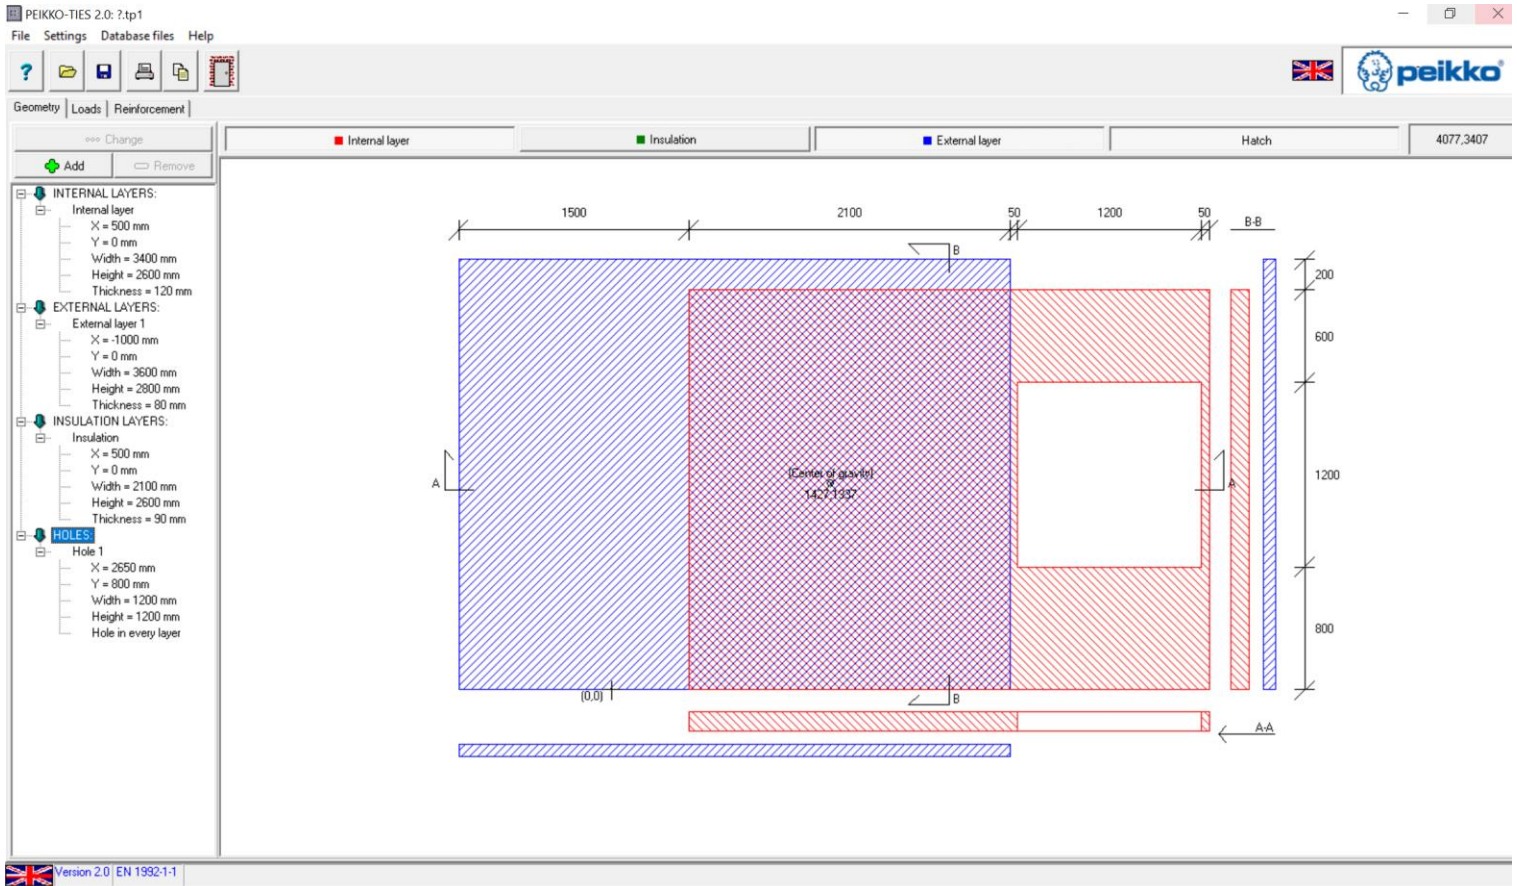 PEIKKO-TIES 2.0: ?.tp1
File Settings Database files Help
?
peikko
Geometry Loads Reinforcement
Change
Add Remove
Internal layer Insulation External layer Hatch 4077,3407
INTERNAL LAYERS:
Internal layer
X = 500 mm
Y = 0 mm
Width = 3400 mm
Height = 2600 mm
Thickness = 120 mm
EXTERNAL LAYERS:
External layer 1
X = -1000 mm
Y = 0 mm
Width = 3600 mm
Height = 2800 mm
Thickness = 80 mm
INSULATION LAYERS:
Insulation
X = 500 mm
Y = 0 mm
Width = 2100 mm
Height = 2600 mm
Thickness = 90 mm
HOLES:
Hole 1
X = 2650 mm
Y = 800 mm
Width = 1200 mm
Height = 1200 mm
Hole in every layer
1500 2100 50 1200 50
B-B
B
200
600
1200
800
A
A
(Center of gravity)
1427,1337
(0,0)
B
A-A
Version 2.0 EN 1992-1-1